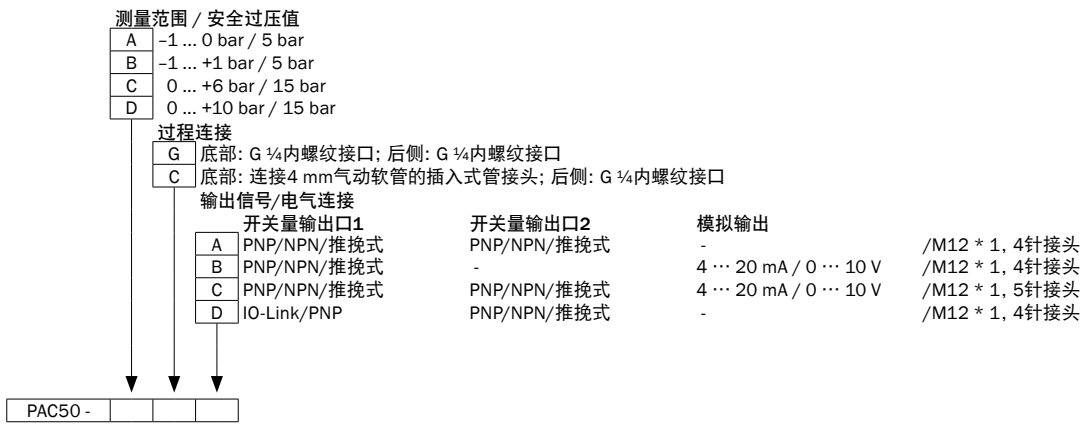 测量范围 / 安全过压值
A –1 ... 0 bar / 5 bar
B –1 ... +1 bar / 5 bar
C 0 ... +6 bar / 15 bar
D 0 ... +10 bar / 15 bar
过程连接
G 底部: G ¼内螺纹接口; 后侧: G ¼内螺纹接口
C 底部: 连接4 mm气动软管的插入式管接头; 后侧: G ¼内螺纹接口
输出信号/电气连接
开关量输出口1 开关量输出口2 模拟输出
A PNP/NPN/推挽式 PNP/NPN/推挽式 - /M12 * 1, 4针接头
B PNP/NPN/推挽式 - 4 ··· 20 mA / 0 ··· 10 V /M12 * 1, 4针接头
C PNP/NPN/推挽式 PNP/NPN/推挽式 4 ··· 20 mA / 0 ··· 10 V /M12 * 1, 5针接头
D IO-Link/PNP PNP/NPN/推挽式 - /M12 * 1, 4针接头
PAC50 -